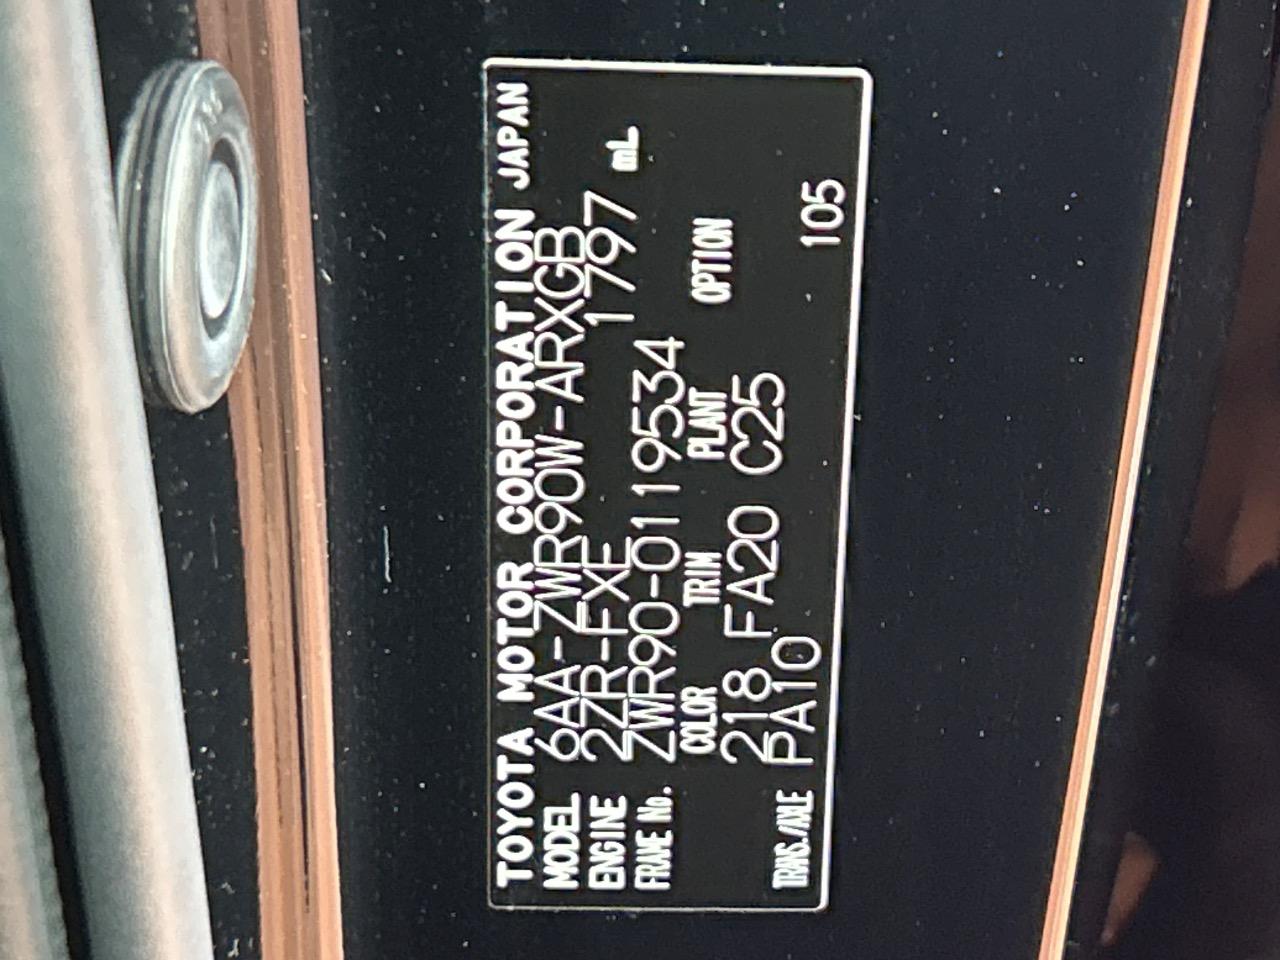 TOYOTA MOTOR CORPORATION JAPAN
MODEL 6AA-ZWR90W-ARXGB
ENGINE 2ZR-FXE 1797 mL
FRAME No. ZWR90-0119534
COLOR TRIM PLANT OPTION
218 FA20 C25
TRANS./AXLE PA10 105